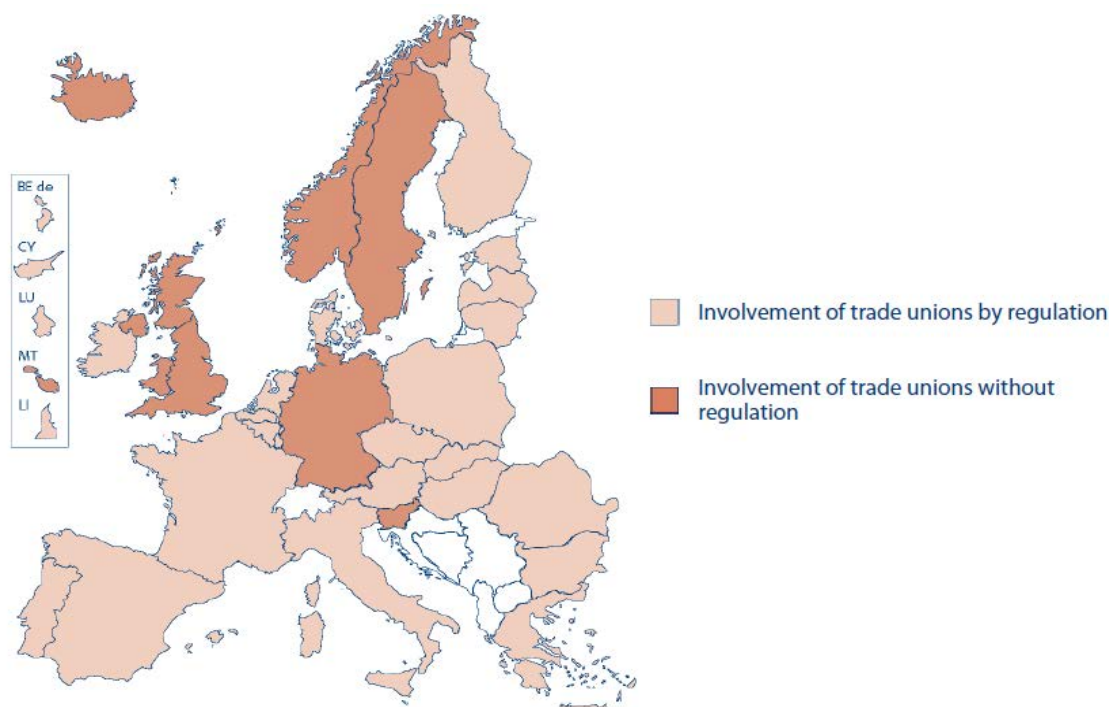 BE de
CY
LU
MT
LI
Involvement of trade unions by regulation
Involvement of trade unions without
regulation